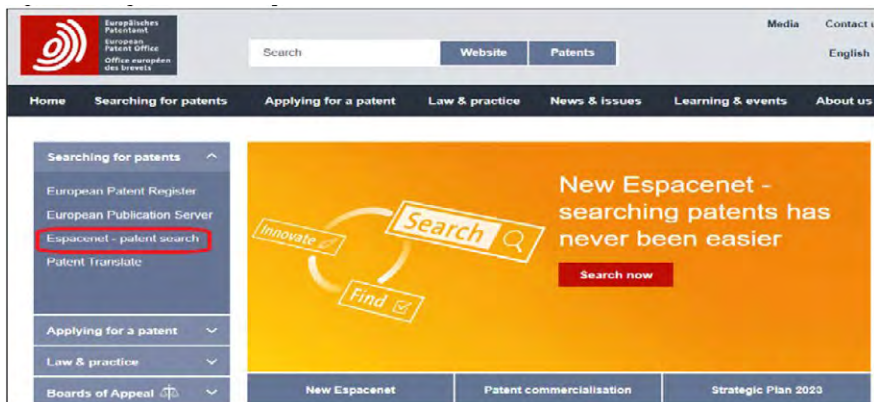 Europäisches
Patentamt
European
Patent Office
Office européen
des brevets
Media Contact u
Search Website Patents
English
Home Searching for patents Applying for a patent Law & practice News & issues Learning & events About us
Searching for patents
European Patent Register
European Publication Server
Espacenet - patent search
Patent Translate
Applying for a patent
Law & practice
Boards of Appeal
Innovate
Search
Find
New Espacenet -
searching patents has
never been easier
Search now
New Espacenet Patent commercialisation Strategic Plan 2023